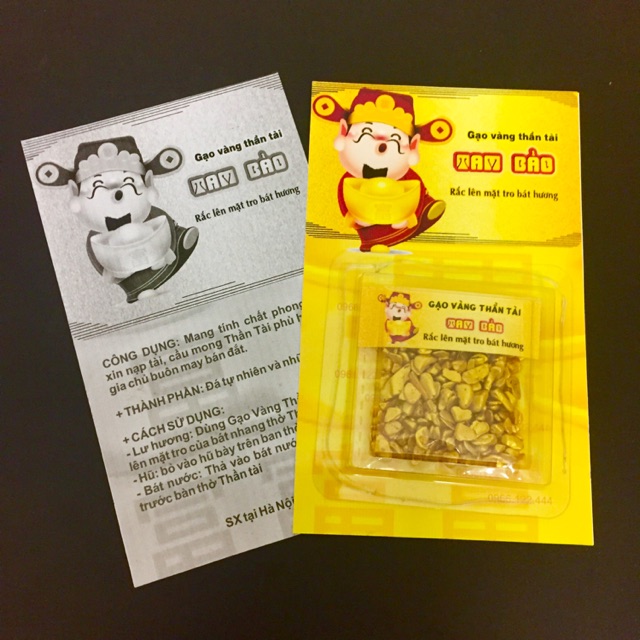 Gạo vàng thần tài
TAM BẢO
Rắc lên mặt tro bát hương
CÔNG DỤNG: Mang tính chất phong
xin nạp tài, cầu mong Thần Tài phù
gia chủ buôn may bán đắt.
+ THÀNH PHẦN: Đá tự nhiên và
+ CÁCH SỬ DỤNG:
- Lư hương: Dùng Gạo Vàng
lên mặt tro của bát nhang thờ
- Hũ: bỏ vào hũ bày trên ban
- Bát nước: Thả vào bát nước
trước bàn thờ Thần tài
SX tại Hà Nội
Gạo vàng thần tài
TAM BẢO
Rắc lên mặt tro bát hương
GẠO VÀNG THẦN TÀI
TAM BẢO
Rắc lên mặt tro bát hương